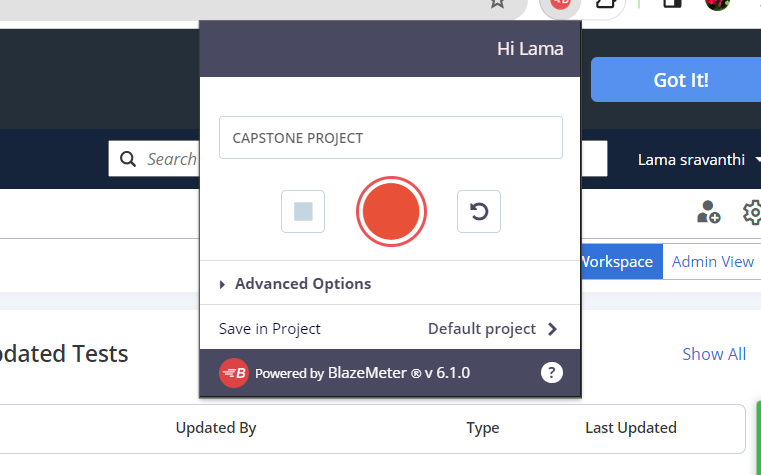 Hi Lama
Got It!
CAPSTONE PROJECT
Search
Lama sravanthi
Workspace
Admin View
Advanced Options
Save in Project
Default project
dated Tests
Show All
B Powered by BlazeMeter ® v 6.1.0 ?
Updated By
Type
Last Updated